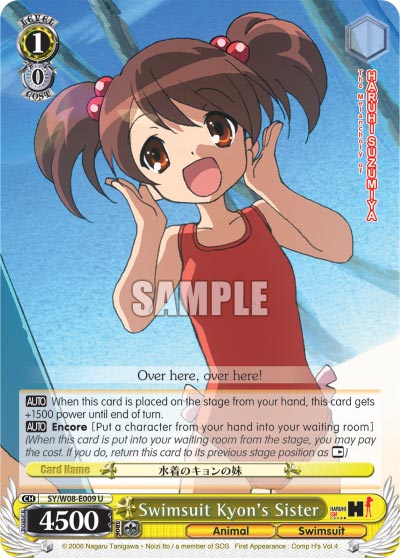 LEVEL
1
0
COST
The Melancholy of
HARUHI SUZUMIYA
SAMPLE
Over here, over here!
AUTO When this card is placed on the stage from your hand, this card gets
+1500 power until end of turn.
AUTO Encore [Put a character from your hand into your waiting room]
(When this card is put into your waiting room from the stage, you may pay
the cost. If you do, return this card to its previous stage position as )
Card Name
水着のキョンの妹
CH SY/W08-E009 U
POWER
4500
SOUL
Swimsuit Kyon's Sister
Animal
Swimsuit
© 2006 Nagaru Tanigawa • Noizi Ito / a member of SOS First Appearance: Comp H's Vol.4